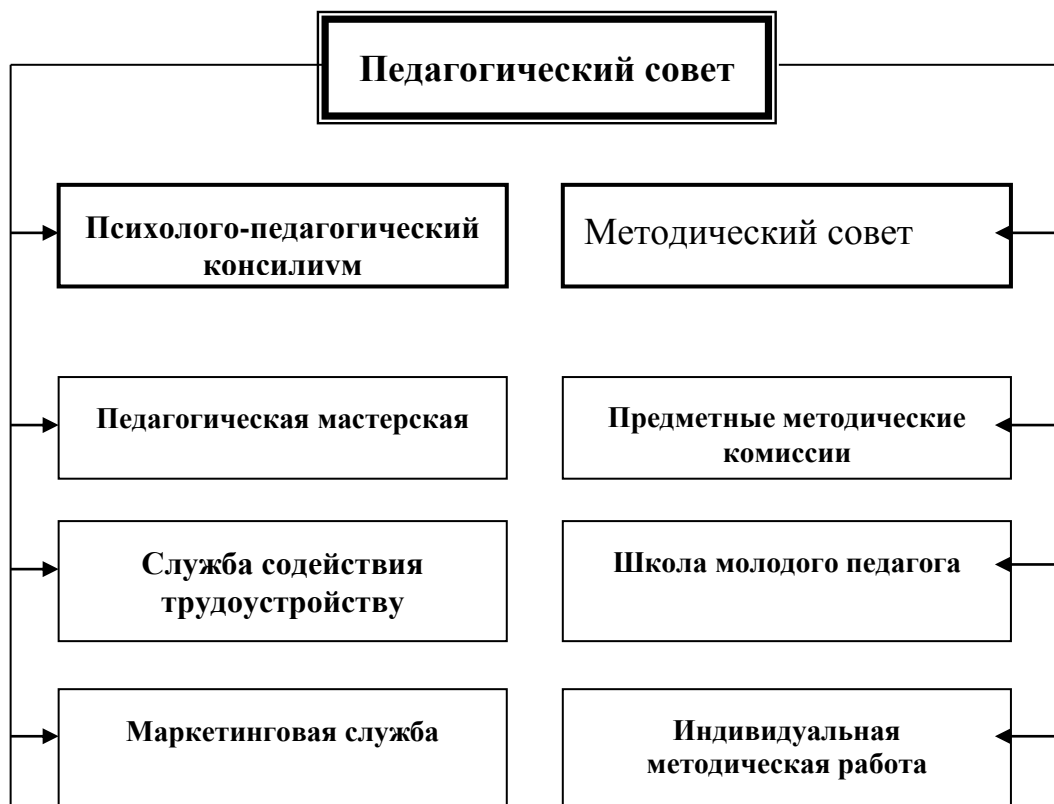 Педагогический совет
Психолого-педагогический
консилиум
Методический совет
Педагогическая мастерская
Предметные методические
комиссии
Служба содействия
трудоустройству
Школа молодого педагога
Маркетинговая служба
Индивидуальная
методическая работа